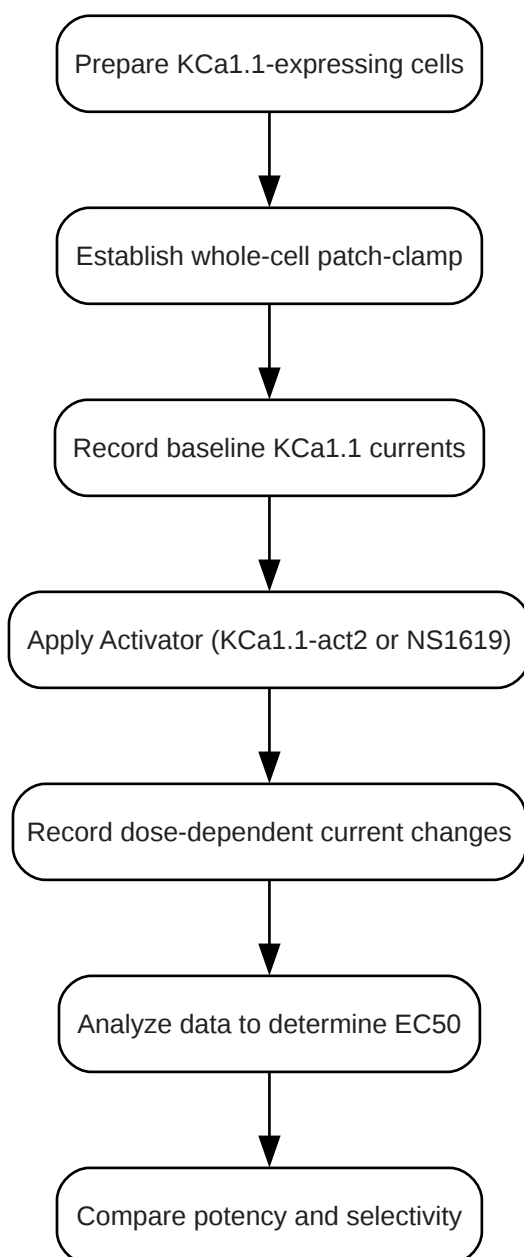 Prepare KCa1.1-expressing cells
Establish whole-cell patch-clamp
Record baseline KCa1.1 currents
Apply Activator (KCa1.1-act2 or NS1619)
Record dose-dependent current changes
Analyze data to determine EC50
Compare potency and selectivity